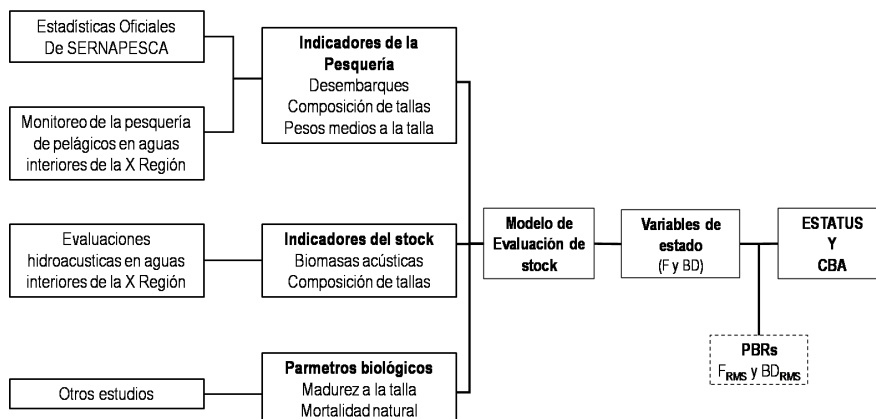 Estadísticas Oficiales
De SERNAPESCA
Monitoreo de la pesquería
de pelágicos en aguas
interiores de la X Región
Indicadores de la
Pesquería
Desembarques
Composición de tallas
Pesos medios a la talla
Evaluaciones
hidroacusticas en aguas
interiores de la X Región
Indicadores del stock
Biomasas acústicas
Composición de tallas
Otros estudios
Parmetros biológicos
Madurez a la talla
Mortalidad natural
Modelo de
Evaluación de
stock
Variables de
estado
(F y BD)
ESTATUS
Y
CBA
PBRs
F_RMS y BD_RMS